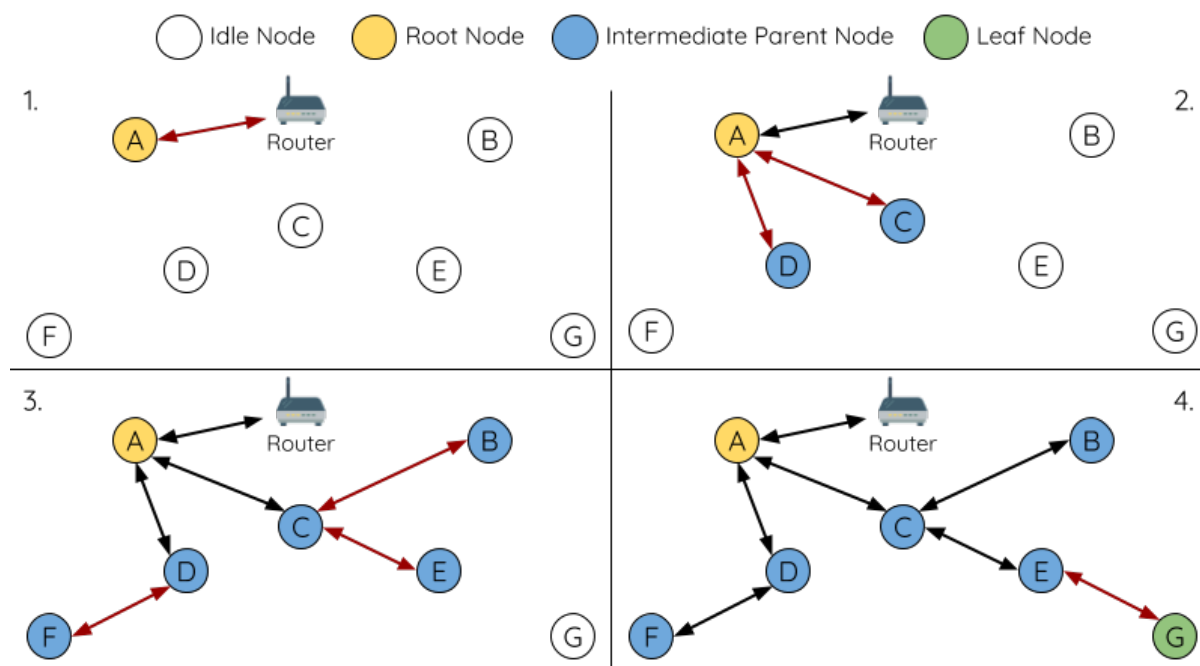 Idle Node Root Node Intermediate Parent Node Leaf Node
1.
A
Router
B
C
D
E
F
G
2.
A
Router
B
C
D
E
F
G
3.
A
Router
B
C
D
E
F
G
4.
A
Router
B
C
D
E
F
G